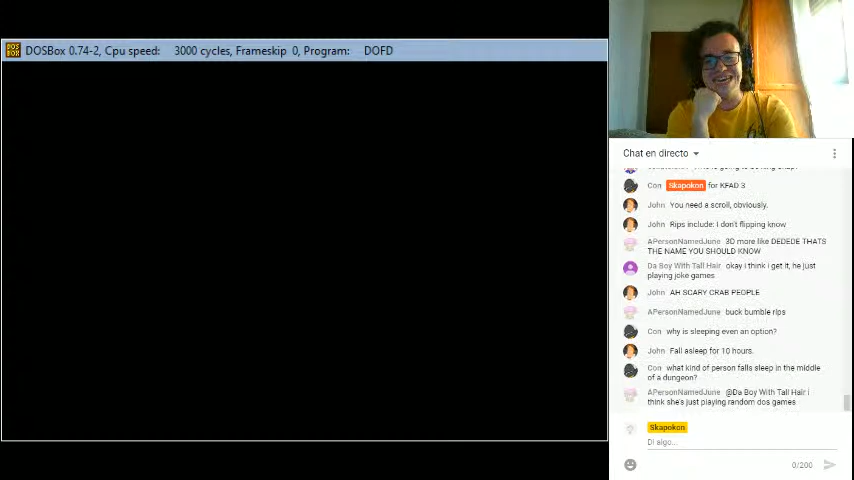 DOSBox 0.74-2, Cpu speed: 3000 cycles, Frameskip 0, Program: DOFD
Chat en directo
Con Skapokon for KFAD 3
John You need a scroll, obviously.
John Rips include: I don't flipping know
APersonNamedJune 3D more like DEDEDE THATS
THE NAME YOU SHOULD KNOW
Da Boy With Tall Hair okay i think i get it, he just
playing joke games
John AH SCARY CRAB PEOPLE
APersonNamedJune buck bumble rips
Con why is sleeping even an option?
John Fall asleep for 10 hours.
Con what kind of person falls sleep in the middle
of a dungeon?
APersonNamedJune @Da Boy With Tall Hair i
think she's just playing random dos games
Skapokon
Di algo...
0/200